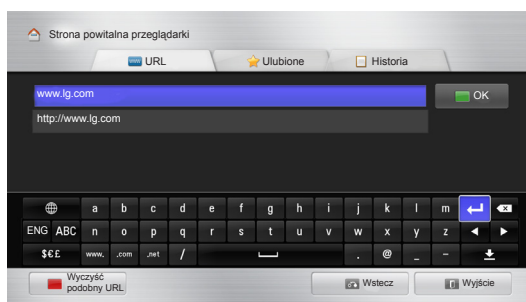 Strona powitalna przeglądarki
URL
Ulubione
Historia
www.lg.com
OK
http://www.lg.com
a b c d e f g h i j k l m
ENG ABC n o p q r s t u v w x y z
$€£ www. .com .net / . @ _ -
Wyczyść
podobny URL
Wstecz
Wyjście